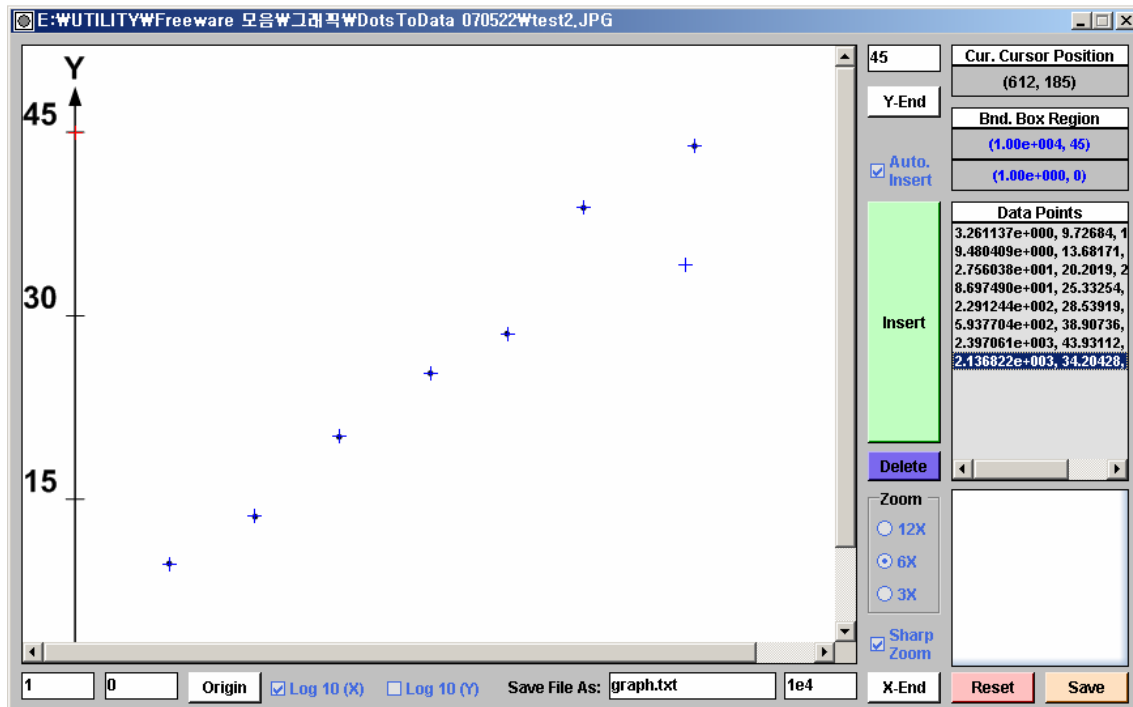 E:₩UTILITY₩Freeware 모음₩그래픽₩DotsToData 070522₩test2.JPG
Y
45
30
15
45
Y-End
Auto.
Insert
Insert
Delete
Zoom
12X
6X
3X
Sharp
Zoom
Cur. Cursor Position
(612, 185)
Bnd. Box Region
(1.00e+004, 45)
(1.00e+000, 0)
Data Points
3.261137e+000, 9.72684, 1
9.480409e+000, 13.68171,
2.756038e+001, 20.2019, 2
8.697490e+001, 25.33254,
2.291244e+002, 28.53919,
5.937704e+002, 38.90736,
2.397061e+003, 43.93112,
2.136822e+003, 34.20428,
1
0
Origin
Log 10 (X)
Log 10 (Y)
Save File As:
graph.txt
1e4
X-End
Reset
Save